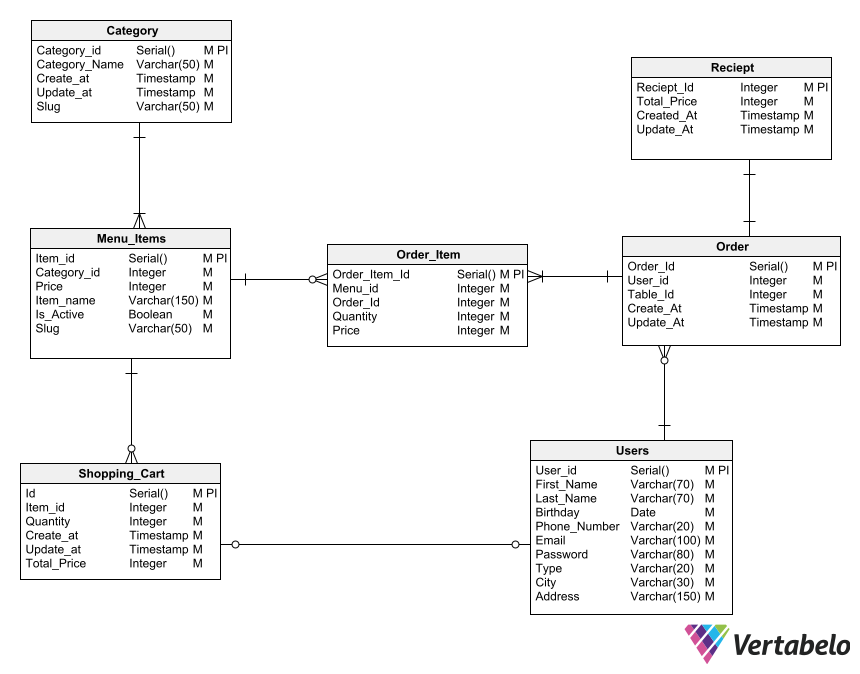 Category
Category_id Serial() M PI
Category_Name Varchar(50) M
Create_at Timestamp M
Update_at Timestamp M
Slug Varchar(50) M
Reciept
Reciept_Id Integer M PI
Total_Price Integer M
Created_At Timestamp M
Update_At Timestamp M
Menu_Items
Item_id Serial() M PI
Category_id Integer M
Price Integer M
Item_name Varchar(150) M
Is_Active Boolean M
Slug Varchar(50) M
Order_Item
Order_Item_Id Serial() M PI
Menu_id Integer M
Order_Id Integer M
Quantity Integer M
Price Integer M
Order
Order_Id Serial() M PI
User_id Integer M
Table_Id Integer M
Create_At Timestamp M
Update_At Timestamp M
Shopping_Cart
Id Serial() M PI
Item_id Integer M
Quantity Integer M
Create_at Timestamp M
Update_at Timestamp M
Total_Price Integer M
Users
User_id Serial() M PI
First_Name Varchar(70) M
Last_Name Varchar(70) M
Birthday Date M
Phone_Number Varchar(20) M
Email Varchar(100) M
Password Varchar(80) M
Type Varchar(20) M
City Varchar(30) M
Address Varchar(150) M
Vertabelo